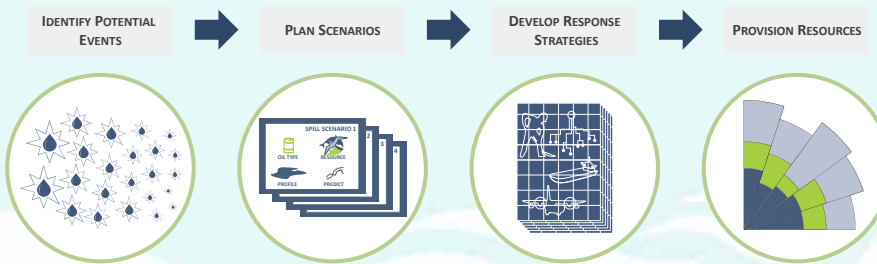 IDENTIFY POTENTIAL
EVENTS
PLAN SCENARIOS
DEVELOP RESPONSE
STRATEGIES
PROVISION RESOURCES
SPILL SCENARIO 1
2
3
4
OIL TYPE
RESOURCE
PROFILE
PREDICT